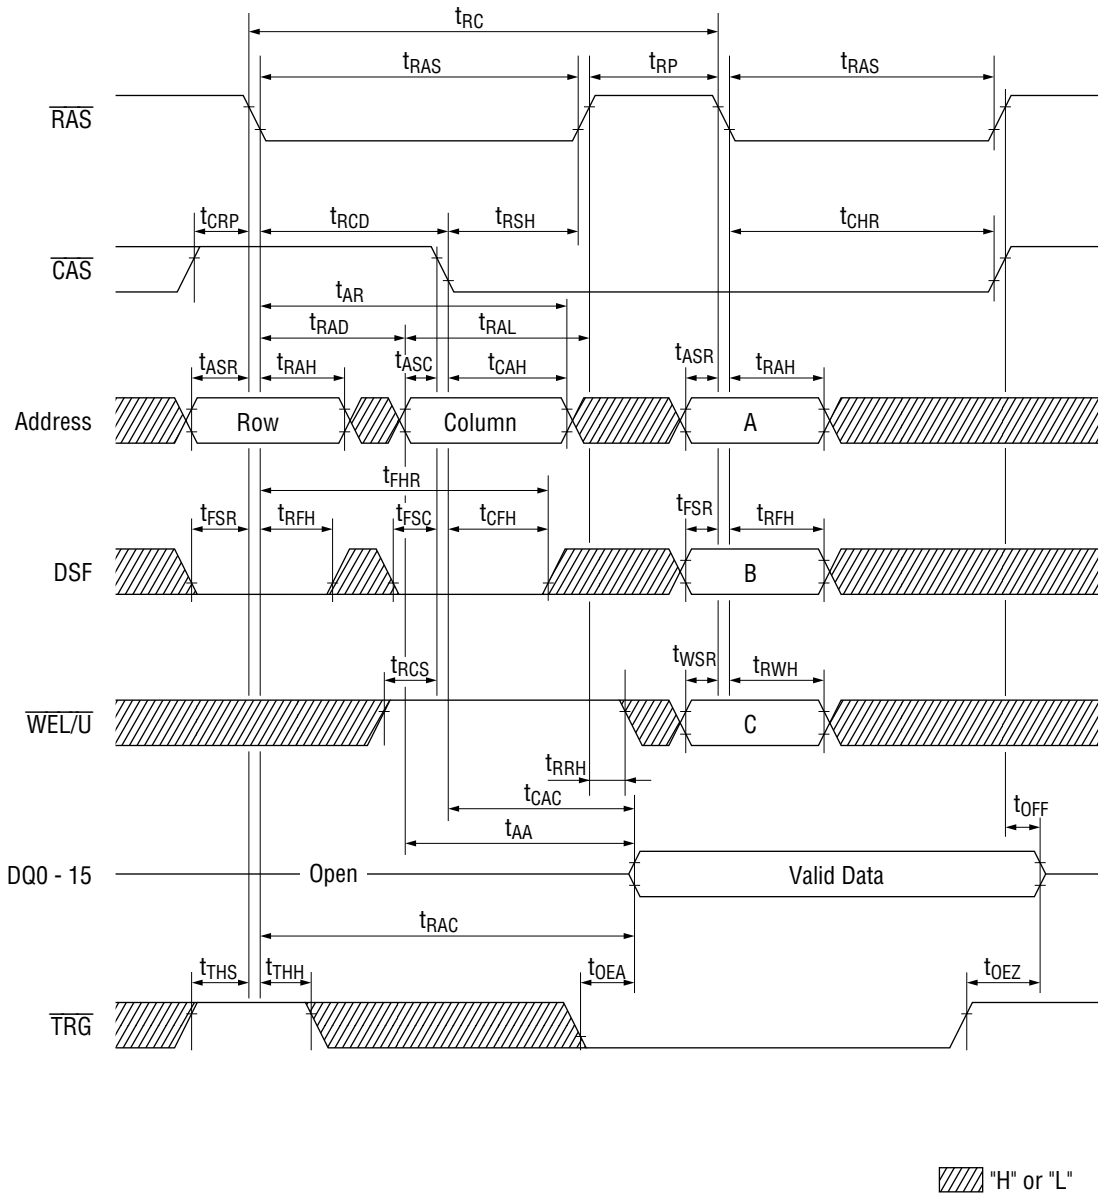 tRC
tRAS tRP tRAS
RAS
tCRP tRCD tRSH tCHR
CAS
tAR
tRAD tRAL
tASR tRAH tASC tCAH tASR tRAH
Address Row Column A
tFHR
tFSR tRFH tFSC tCFH tFSR tRFH
DSF B
tRCS tWSR tRWH
WEL/U C
tRRH
tCAC tOFF
tAA
DQ0 - 15 Open Valid Data
tRAC
tTHS tTHH tOEA tOEZ
TRG
"H" or "L"